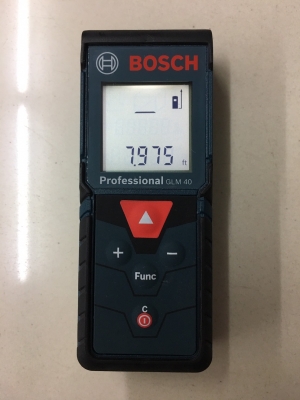 BOSCH
7.975 ft
Professional GLM 40
+ −
Func
C